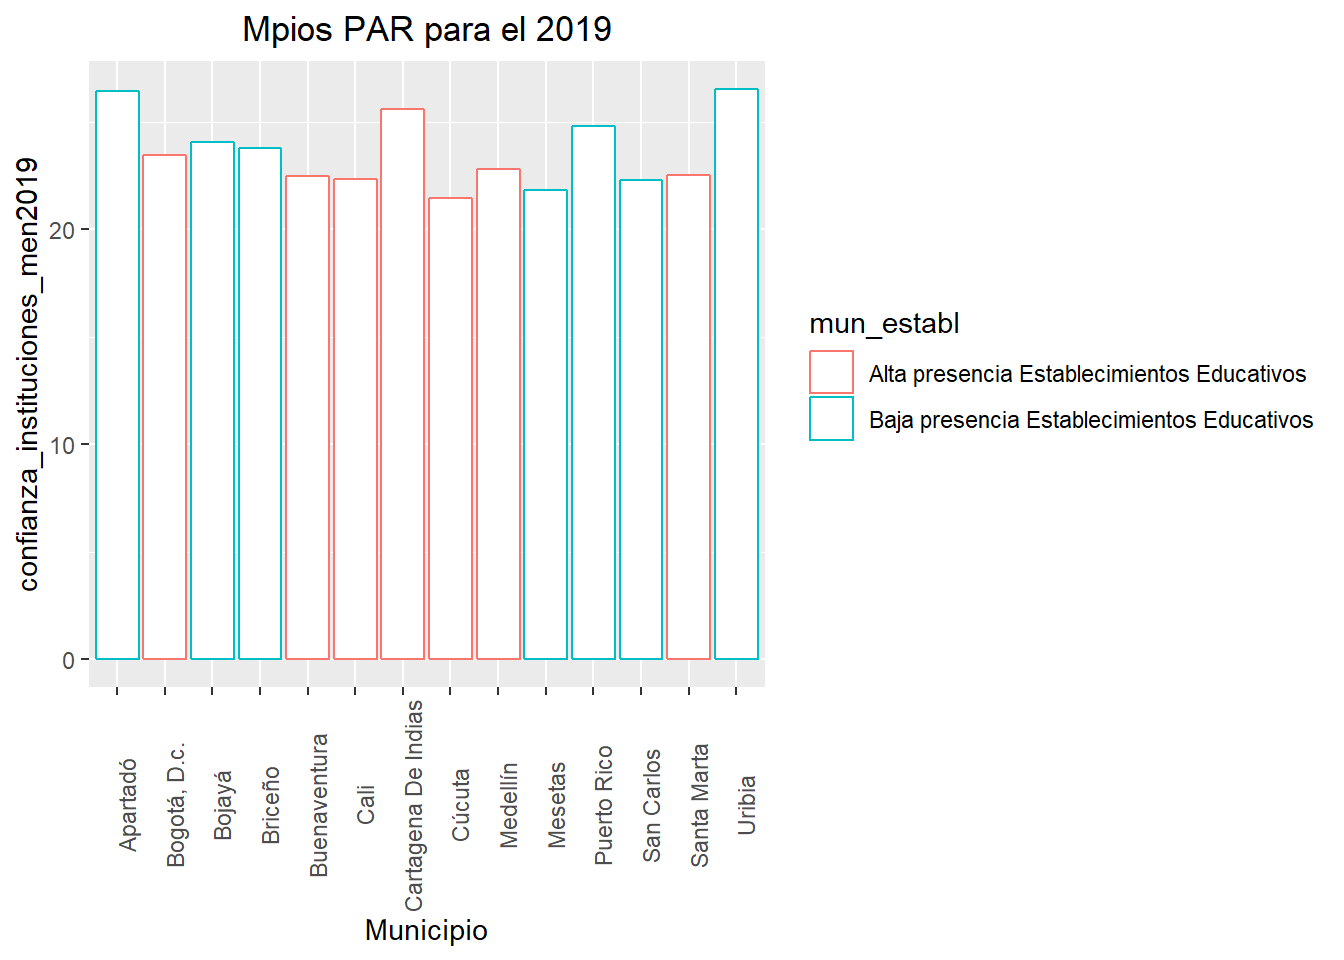 Mpios PAR para el 2019
confianza_instituciones_men2019
20
10
0
Apartadó
Bogotá, D.c.
Bojayá
Briceño
Buenaventura
Cali
Cartagena De Indias
Cúcuta
Medellín
Mesetas
Puerto Rico
San Carlos
Santa Marta
Uribia
Municipio
mun_establ
Alta presencia Establecimientos Educativos
Baja presencia Establecimientos Educativos